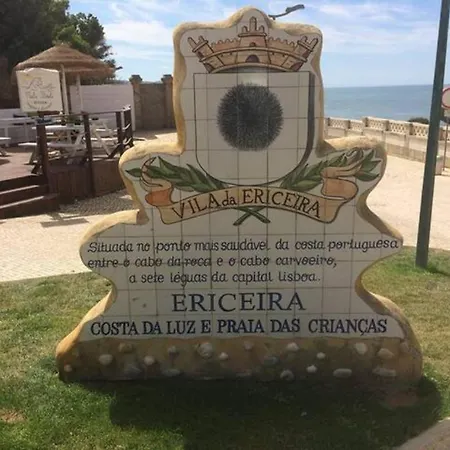 VILA da ERICEIRA
Situada no ponto mais saudável da costa portuguesa
entre o cabo da roca e o cabo carvoeiro,
a sete léguas da capital lisboa..
ERICEIRA
COSTA DA LUZ E PRAIA DAS CRIANÇAS